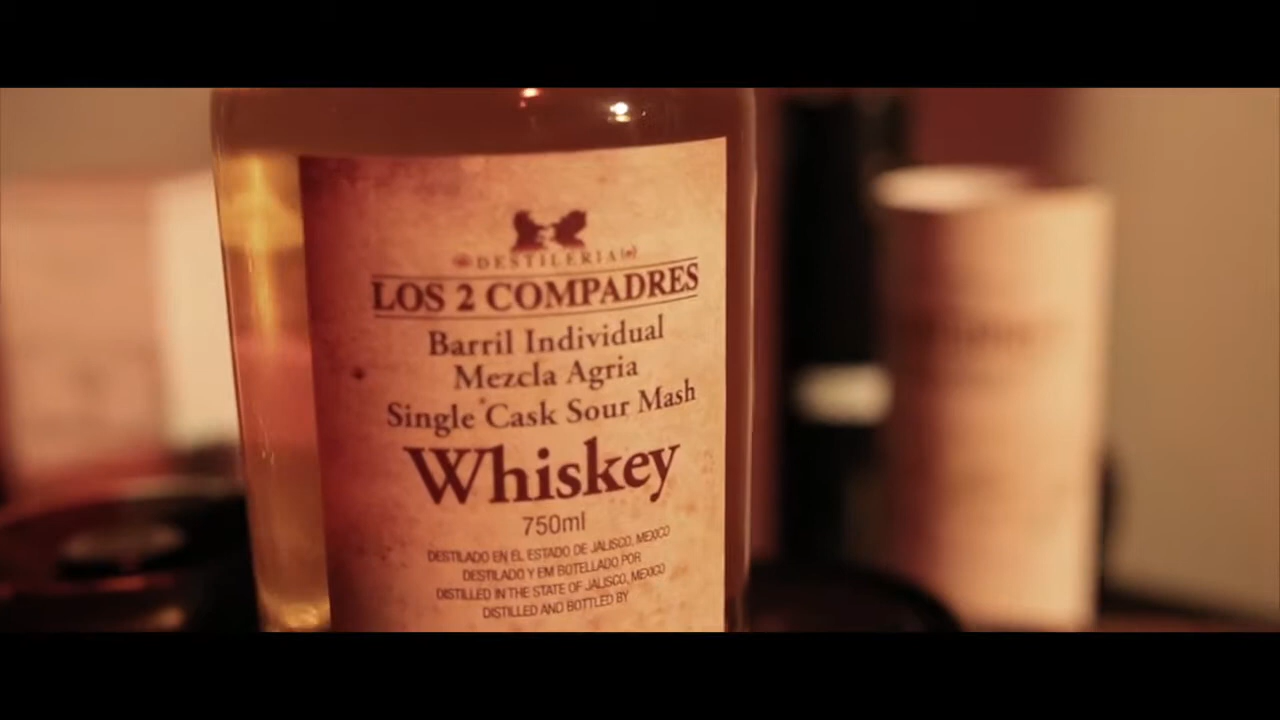 DESTILERIA
LOS 2 COMPADRES
Barril Individual
Mezcla Agria
Single Cask Sour Mash
Whiskey
750ml
DESTILADO EN EL ESTADO DE JALISCO, MEXICO
DESTILADO Y EM BOTELLADO POR
DISTILLED IN THE STATE OF JALISCO, MEXICO
DISTILLED AND BOTTLED BY